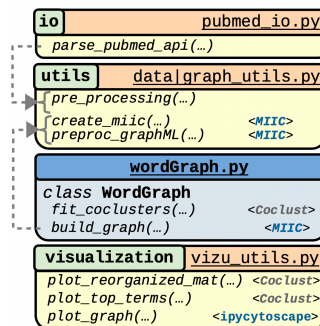 io pubmed_io.py
parse_pubmed_api(…)
utils data|graph_utils.py
pre_processing(…)
create_miic(…) <MIIC>
preproc_graphML(…) <MIIC>
wordGraph.py
class WordGraph
fit_coclusters(…) <Coclust>
build_graph(…) <MIIC>
visualization vizu_utils.py
plot_reorganized_mat(…) <Coclust>
plot_top_terms(…) <Coclust>
plot_graph(…) <ipycytoscape>